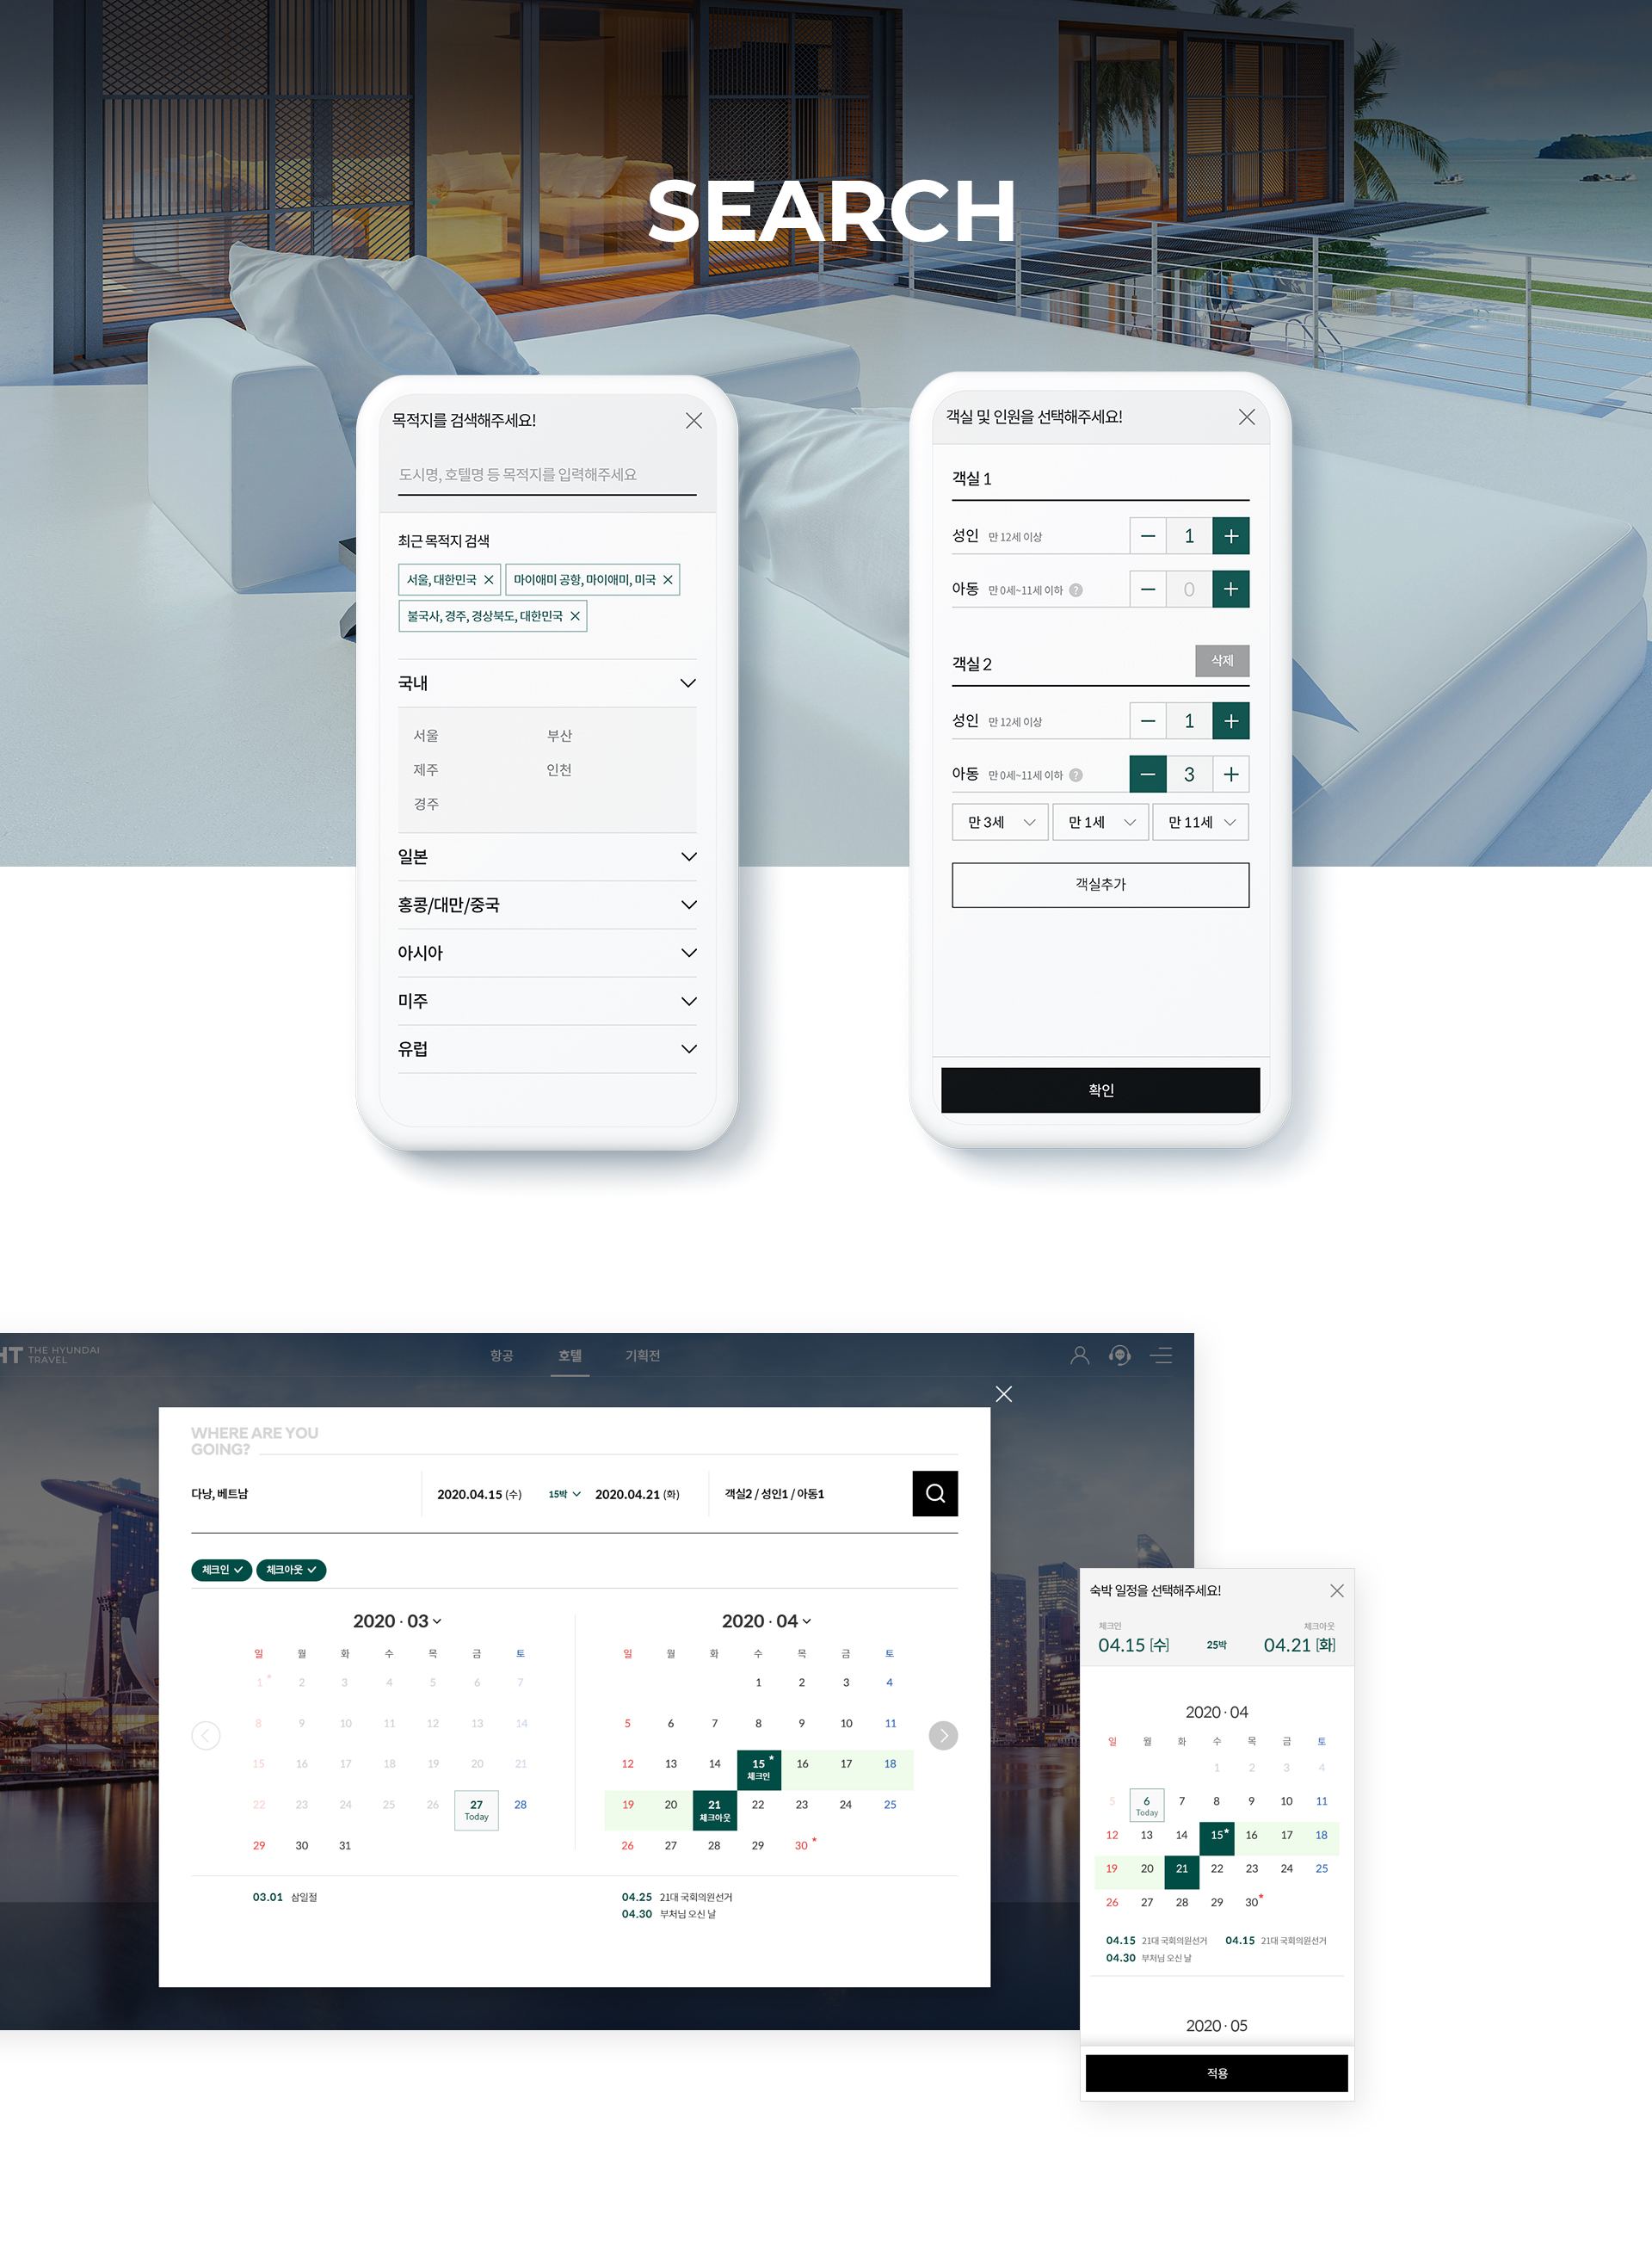 SEARCH
목적지를 검색해주세요!
도시명, 호텔명 등 목적지를 입력해주세요
최근 목적지 검색
서울, 대한민국
마이애미 공항, 마이애미, 미국
불국사, 경주, 경상북도, 대한민국
국내
서울 부산
제주 인천
경주
일본
홍콩/대만/중국
아시아
미주
유럽
객실 및 인원을 선택해주세요!
객실 1
성인 만 12세 이상 1
아동 만 0세~11세 이하 ? 0
객실 2 삭제
성인 만 12세 이상 1
아동 만 0세~11세 이하 ? 3
만 3세 만 1세 만 11세
객실추가
확인
HT THE HYUNDAI
TRAVEL
항공 호텔 기획전
WHERE ARE YOU
GOING?
다낭, 베트남 2020.04.15 (수) 15박 2020.04.21 (화) 객실2 / 성인1 / 아동1
체크인 체크아웃
2020 · 03
일 월 화 수 목 금 토
1 * 2 3 4 5 6 7
8 9 10 11 12 13 14
15 16 17 18 19 20 21
22 23 24 25 26 27 28
Today
29 30 31
03.01 삼일절
2020 · 04
일 월 화 수 목 금 토
1 2 3 4
5 6 7 8 9 10 11
12 13 14 15 * 16 17 18
체크인
19 20 21 22 23 24 25
체크아웃
26 27 28 29 30 *
04.25 21대 국회의원선거
04.30 부처님 오신 날
숙박 일정을 선택해주세요!
체크인 체크아웃
04.15 [수] 25박 04.21 [화]
2020 · 04
일 월 화 수 목 금 토
1 2 3 4
5 6 7 8 9 10 11
Today
12 13 14 15* 16 17 18
19 20 21 22 23 24 25
26 27 28 29 30*
04.15 21대 국회의원선거 04.15 21대 국회의원선거
04.30 부처님 오신 날
2020 · 05
적용